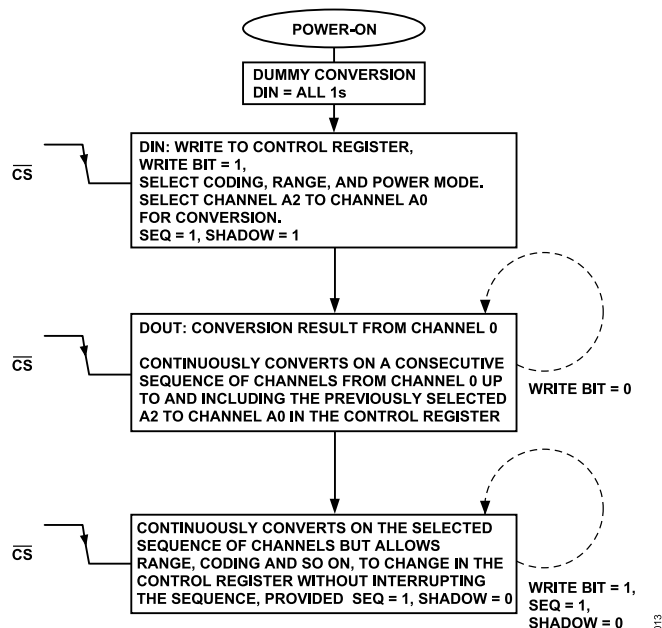 POWER-ON
DUMMY CONVERSION
DIN = ALL 1s
CS
DIN: WRITE TO CONTROL REGISTER,
WRITE BIT = 1,
SELECT CODING, RANGE, AND POWER MODE.
SELECT CHANNEL A2 TO CHANNEL A0
FOR CONVERSION.
SEQ = 1, SHADOW = 1
CS
DOUT: CONVERSION RESULT FROM CHANNEL 0
CONTINUOUSLY CONVERTS ON A CONSECUTIVE
SEQUENCE OF CHANNELS FROM CHANNEL 0 UP
TO AND INCLUDING THE PREVIOUSLY SELECTED
A2 TO CHANNEL A0 IN THE CONTROL REGISTER
WRITE BIT = 0
CS
CONTINUOUSLY CONVERTS ON THE SELECTED
SEQUENCE OF CHANNELS BUT ALLOWS
RANGE, CODING AND SO ON, TO CHANGE IN THE
CONTROL REGISTER WITHOUT INTERRUPTING
THE SEQUENCE, PROVIDED SEQ = 1, SHADOW = 0
WRITE BIT = 1,
SEQ = 1,
SHADOW = 0
013